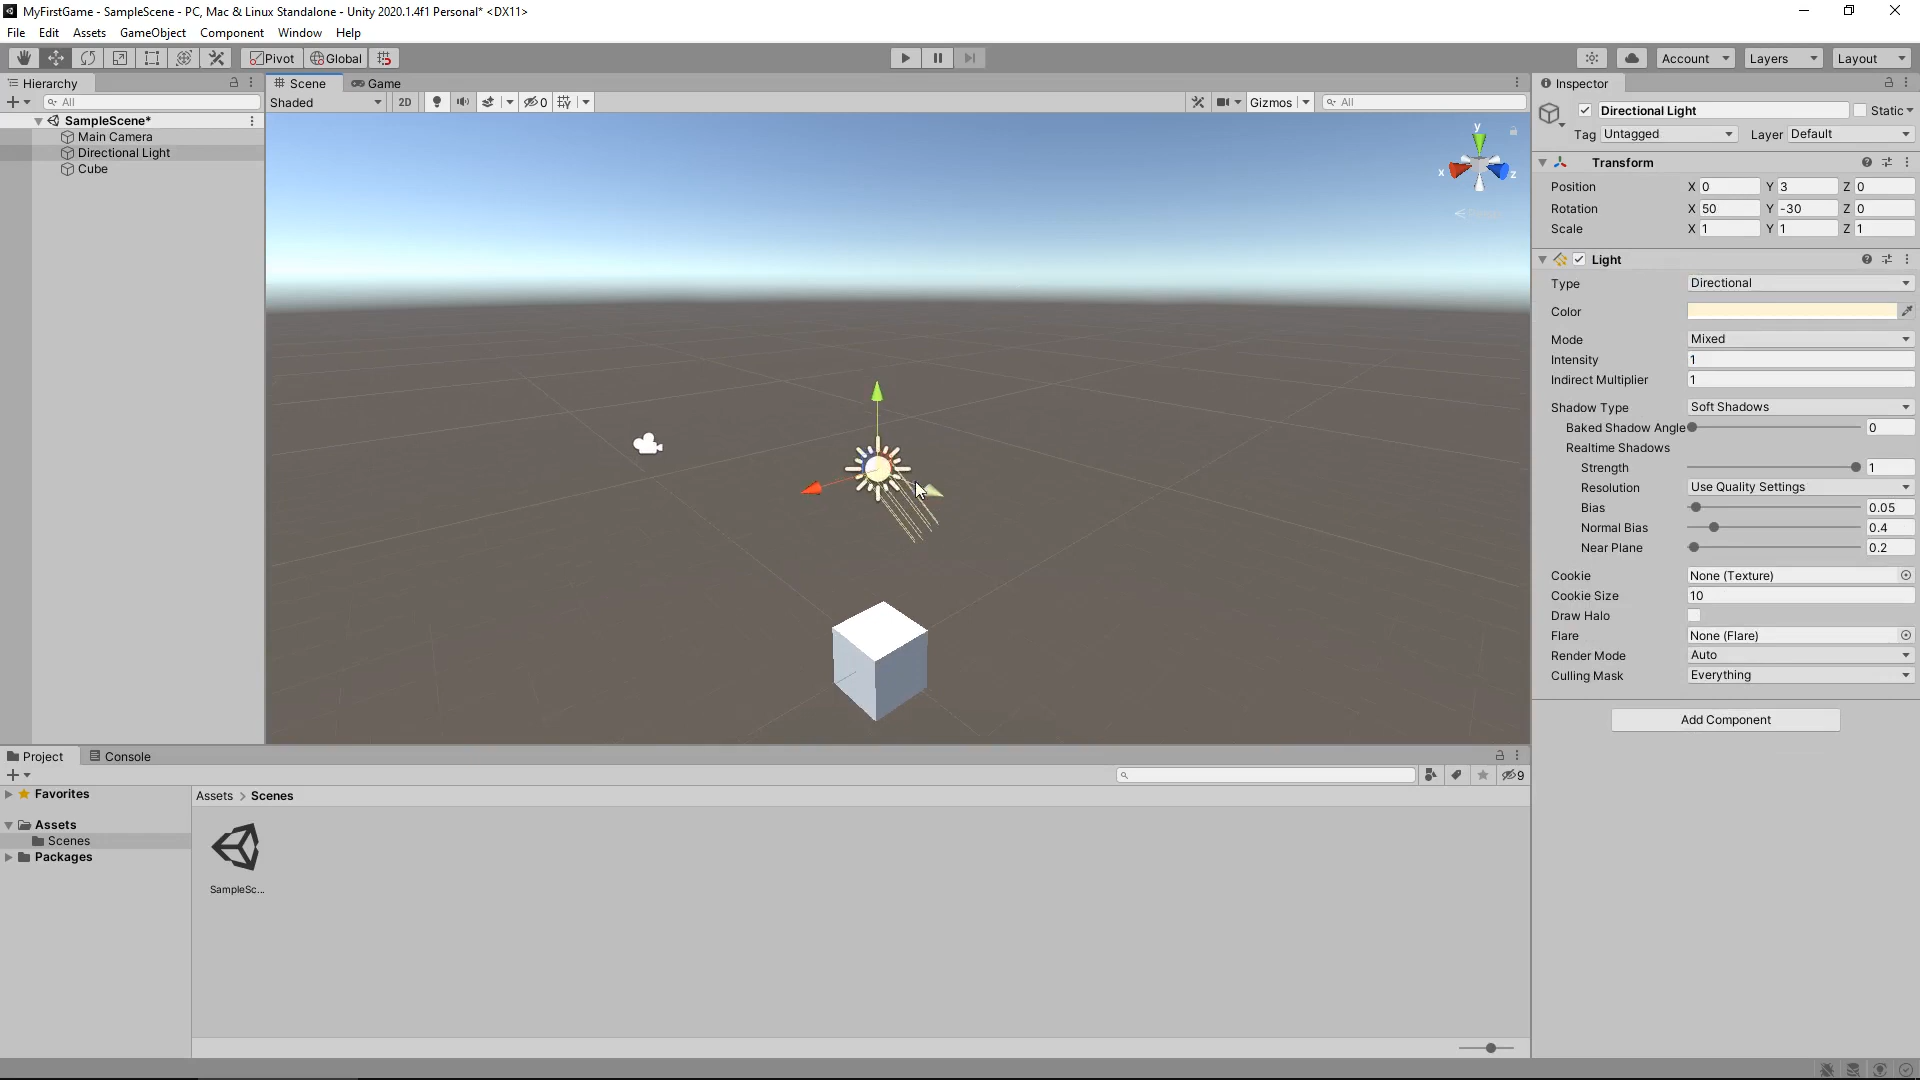 MyFirstGame - SampleScene - PC, Mac & Linux Standalone - Unity 2020.1.4f1 Personal* <DX11>
File Edit Assets GameObject Component Window Help
Pivot Global Account Layers Layout
Hierarchy
All
SampleScene*
Main Camera
Directional Light
Cube
Scene Game
Shaded 2D 0 Gizmos All
y
x z
Inspector
Directional Light Static
Tag Untagged Layer Default
Transform
Position X 0 Y 3 Z 0
Rotation X 50 Y -30 Z 0
Scale X 1 Y 1 Z 1
Light
Type Directional
Color
Mode Mixed
Intensity 1
Indirect Multiplier 1
Shadow Type Soft Shadows
Baked Shadow Angle 0
Realtime Shadows
Strength 1
Resolution Use Quality Settings
Bias 0.05
Normal Bias 0.4
Near Plane 0.2
Cookie None (Texture)
Cookie Size 10
Draw Halo
Flare None (Flare)
Render Mode Auto
Culling Mask Everything
Add Component
Project Console
9
Favorites
Assets
Scenes
Packages
Assets > Scenes
SampleSc...